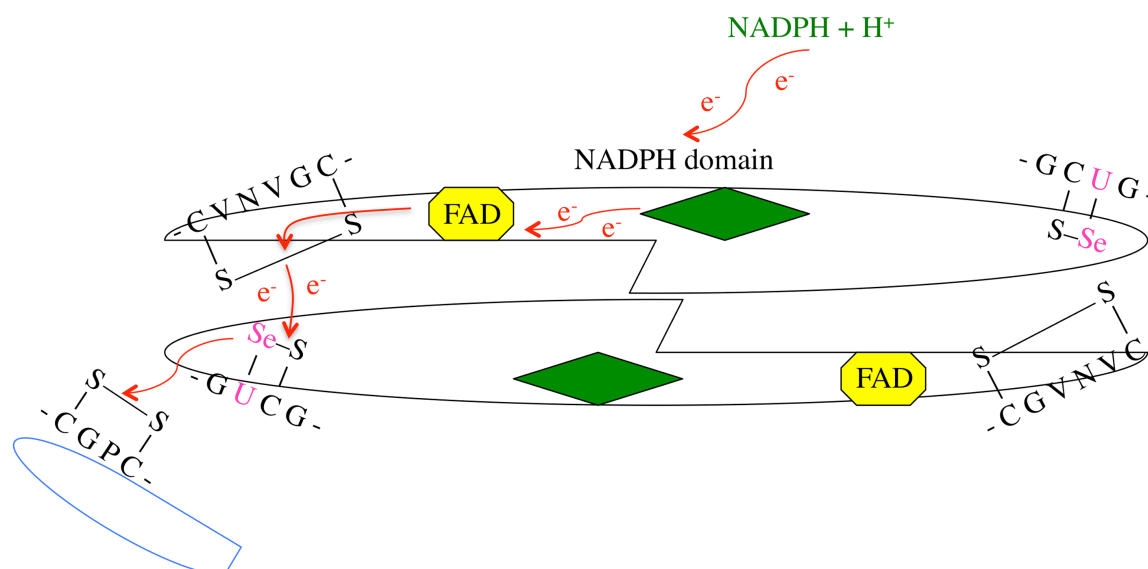 NADPH + H⁺
e⁻
e⁻
NADPH domain
-CVNVGC-
S
S
FAD
e⁻
e⁻
-GCUG-
S-Se
e⁻ e⁻
Se-S
-GUCG-
S
S
-CGPC-
FAD
S
S
-CGVNVC